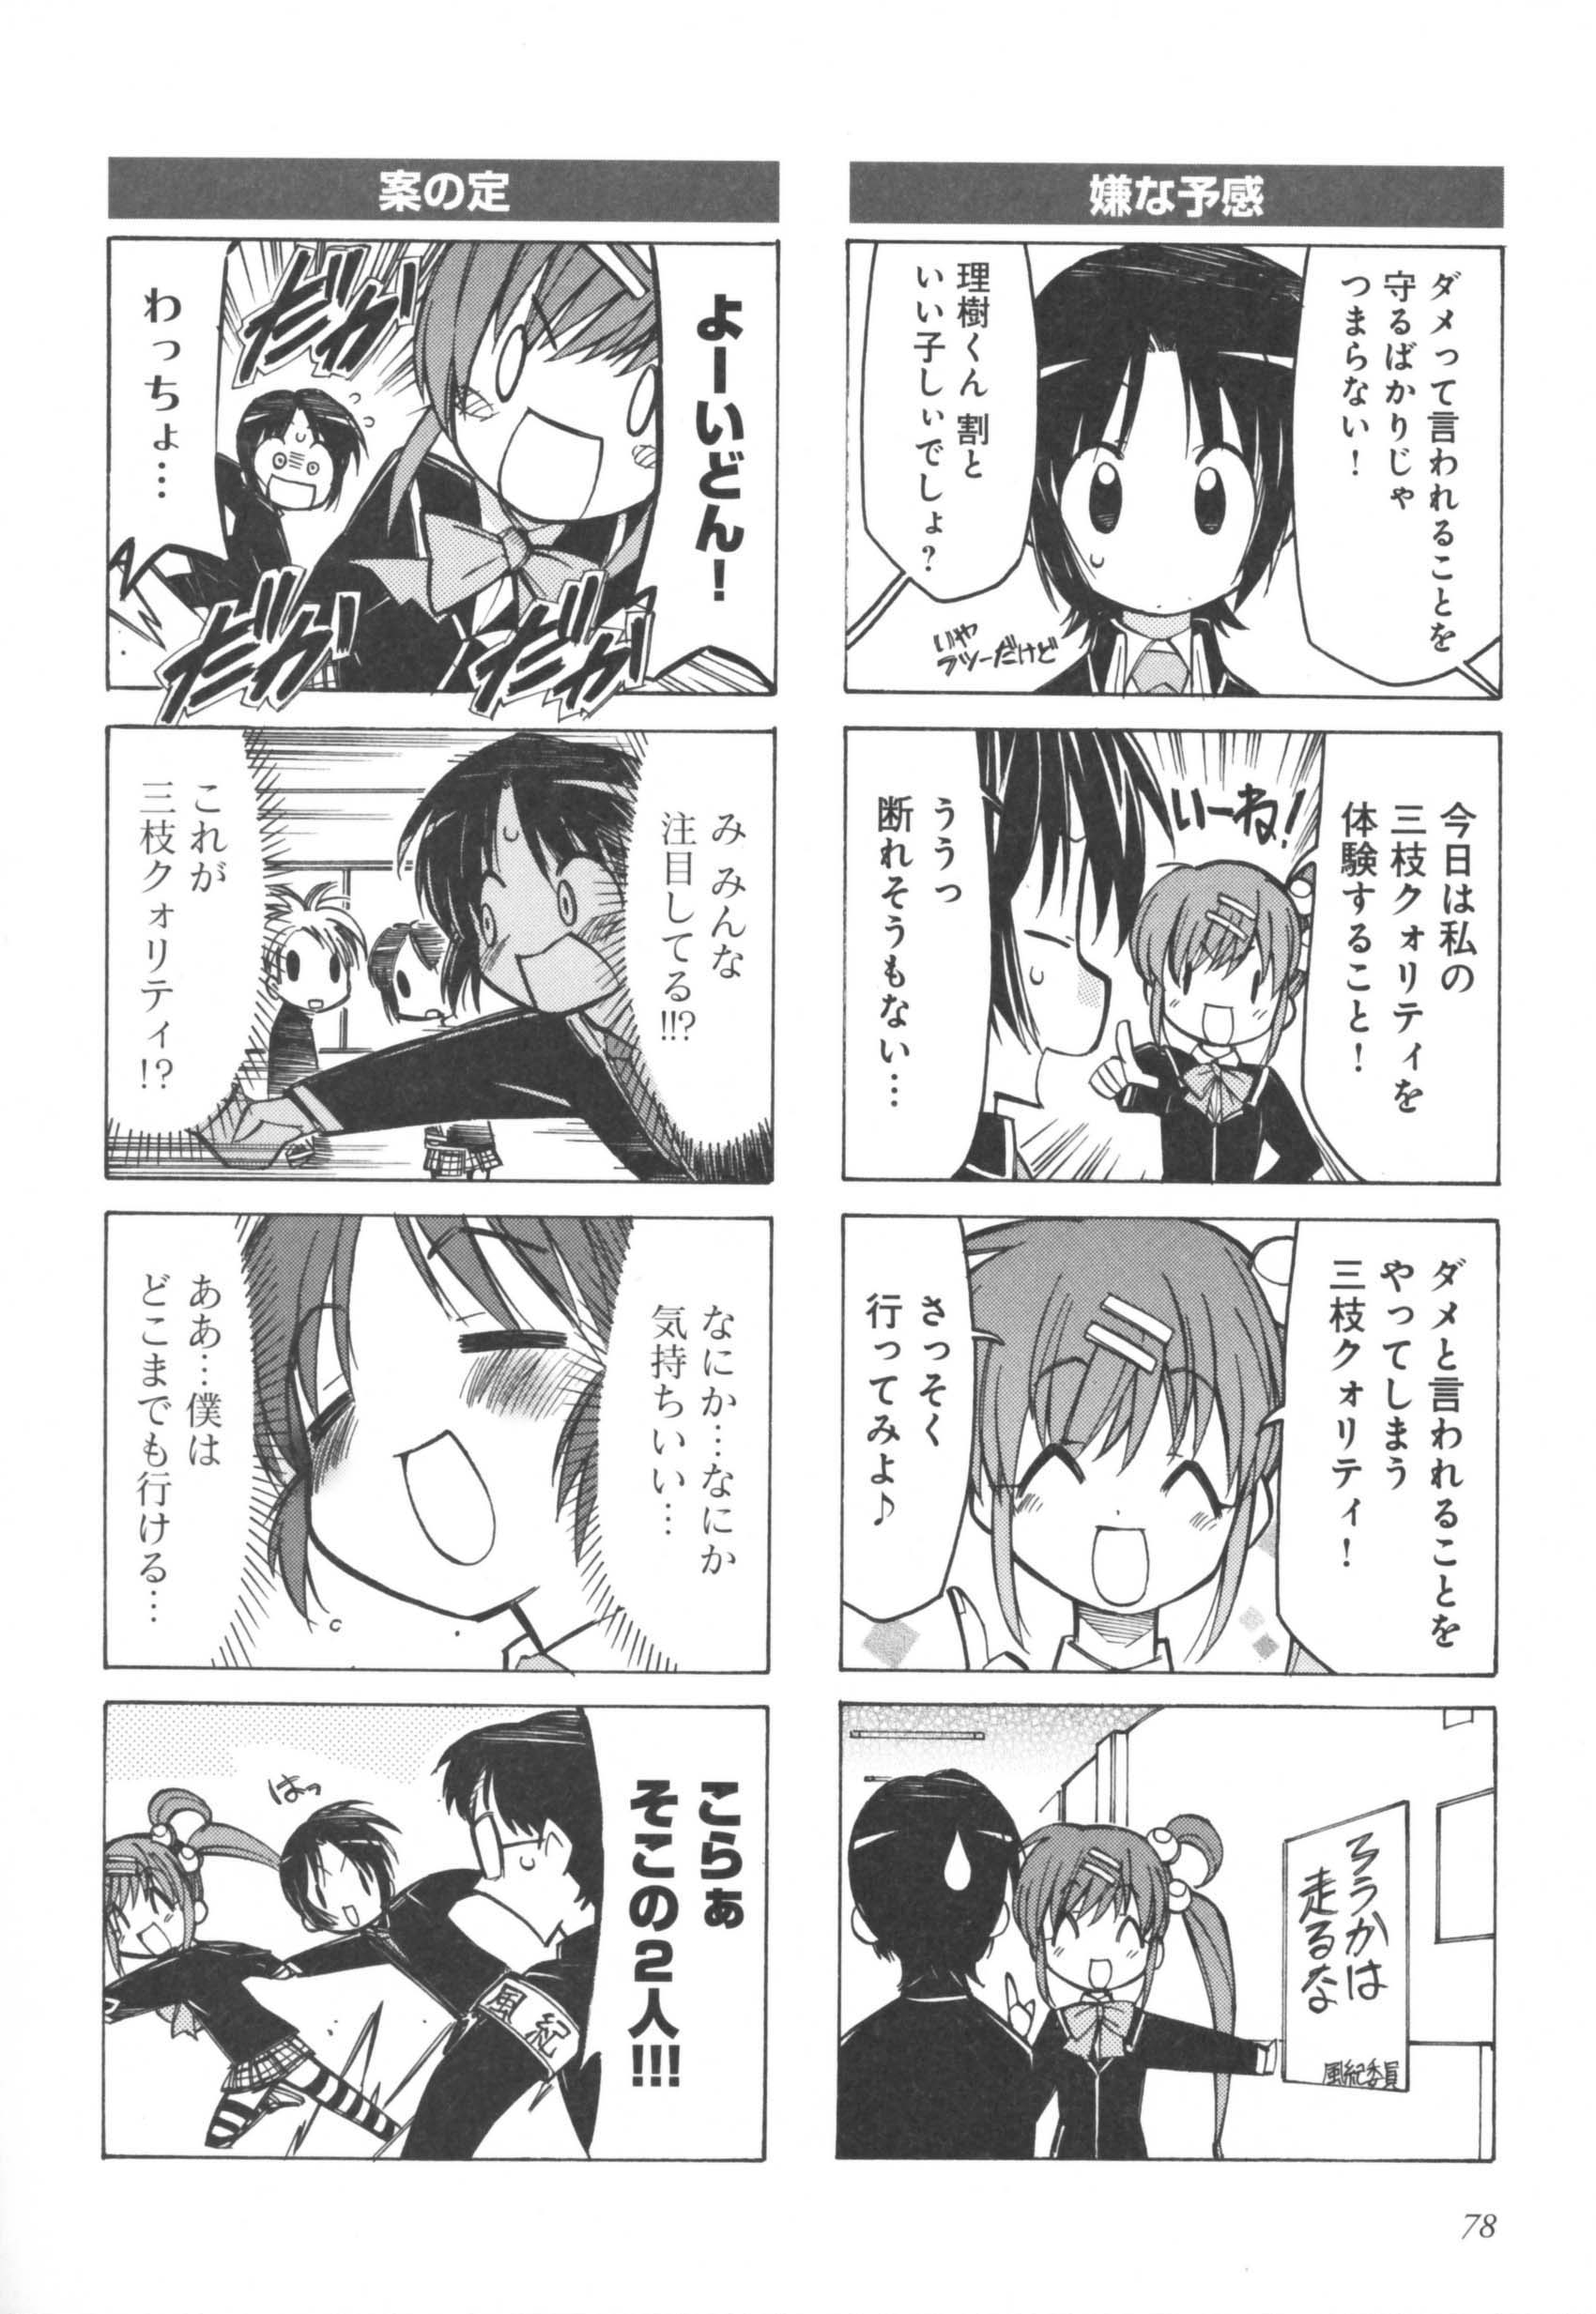 嫌な予感
ダメって言われることを
守るばかりじゃ
つまらない！
理樹くん 割と
いい子しぃでしょ？
いや
フツーだけど
今日は私の
三枝クォリティを
体験すること！
いーね！
ううっ
断れそうもない…
ダメと言われることを
やってしまう
三枝クォリティ！
さっそく
行ってみよ♪
ろうかは
走るな
風紀委員
案の定
よーいどん！
だだだっ
わっちょ…
だだだっ
だだだっ
み みんな
注目してる!!?
これが
三枝クォリティ!?
なにか…なにか
気持ちいい…
ああ…僕は
どこまでも行ける…
こらぁ
そこの2人!!!
はっ
風紀
78